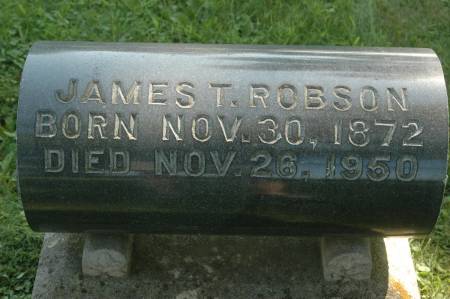 JAMES T. ROBSON
BORN NOV. 30, 1872
DIED NOV. 26, 1950